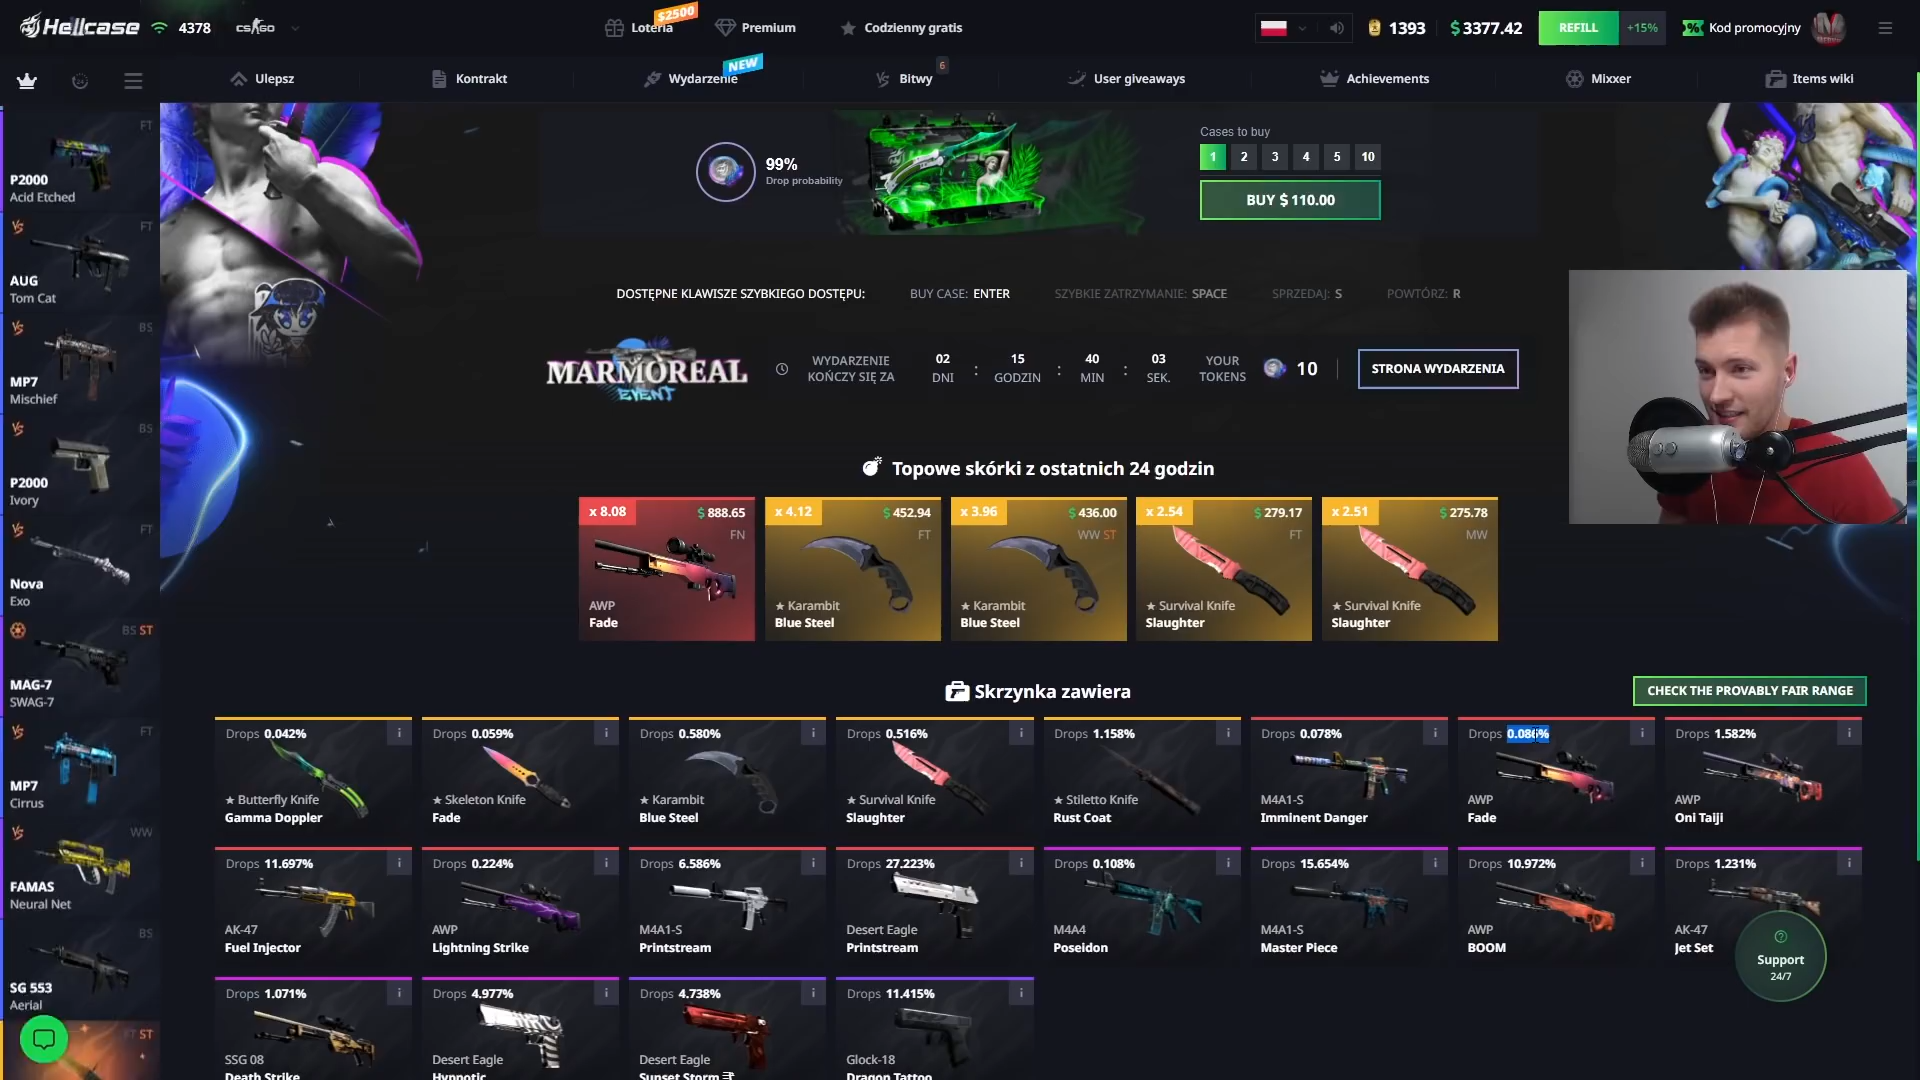 Hellcase
4378
CS:GO
Loteria
$2500
Premium
Codzienny gratis
1393
$ 3377.42
REFILL
+15%
Kod promocyjny
Ulepsz
Kontrakt
Wydarzenie
NEW
Bitwy
6
User giveaways
Achievements
Mixxer
Items wiki
FT
P2000
Acid Etched
VS
FT
AUG
Tom Cat
VS
BS
MP7
Mischief
VS
BS
P2000
Ivory
VS
FT
Nova
Exo
BS ST
MAG-7
SWAG-7
VS
FT
MP7
Cirrus
VS
WW
FAMAS
Neural Net
BS
SG 553
Aerial
FT ST
99%
Drop probability
Cases to buy
1
2
3
4
5
10
BUY $ 110.00
DOSTĘPNE KLAWISZE SZYBKIEGO DOSTĘPU:
BUY CASE: ENTER
SZYBKIE ZATRZYMANIE: SPACE
SPRZEDAJ: S
POWTÓRZ: R
MARMOREAL
EVENT
WYDARZENIE
KOŃCZY SIĘ ZA
02
DNI
:
15
GODZIN
:
40
MIN
:
03
SEK.
YOUR
TOKENS
10
STRONA WYDARZENIA
Topowe skórki z ostatnich 24 godzin
x 8.08
$ 888.65
FN
AWP
Fade
x 4.12
$ 452.94
FT
★ Karambit
Blue Steel
x 3.96
$ 436.00
WW ST
★ Karambit
Blue Steel
x 2.54
$ 279.17
FT
★ Survival Knife
Slaughter
x 2.51
$ 275.78
MW
★ Survival Knife
Slaughter
Skrzynka zawiera
CHECK THE PROVABLY FAIR RANGE
Drops 0.042%
i
★ Butterfly Knife
Gamma Doppler
Drops 0.059%
i
★ Skeleton Knife
Fade
Drops 0.580%
i
★ Karambit
Blue Steel
Drops 0.516%
i
★ Survival Knife
Slaughter
Drops 1.158%
i
★ Stiletto Knife
Rust Coat
Drops 0.078%
i
M4A1-S
Imminent Danger
Drops 0.086%
i
AWP
Fade
Drops 1.582%
i
AWP
Oni Taiji
Drops 11.697%
i
AK-47
Fuel Injector
Drops 0.224%
i
AWP
Lightning Strike
Drops 6.586%
i
M4A1-S
Printstream
Drops 27.223%
i
Desert Eagle
Printstream
Drops 0.108%
i
M4A4
Poseidon
Drops 15.654%
i
M4A1-S
Master Piece
Drops 10.972%
i
AWP
BOOM
Drops 1.231%
i
AK-47
Jet Set
Support
24/7
Drops 1.071%
i
SSG 08
Death Strike
Drops 4.977%
i
Desert Eagle
Hypnotic
Drops 4.738%
i
Desert Eagle
Sunset Storm 弐
Drops 11.415%
i
Glock-18
Dragon Tattoo